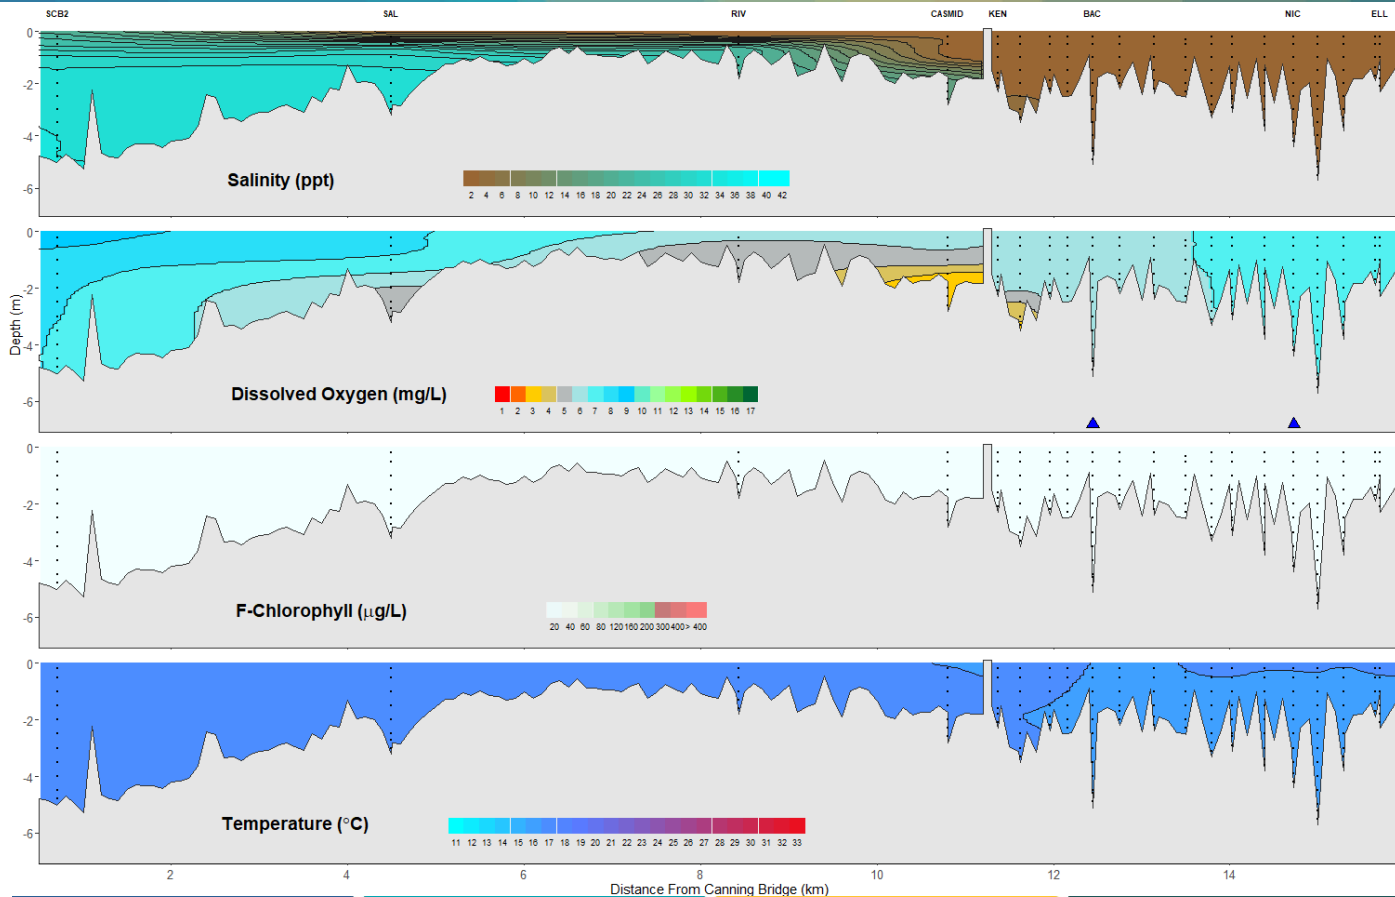 SCB2 SAL RIV CASMID KEN BAC NIC ELL
0
-2
-4
-6
Salinity (ppt)
2 4 6 8 10 12 14 16 18 20 22 24 26 28 30 32 34 36 38 40 42
0
-2
-4
-6
Depth (m)
Dissolved Oxygen (mg/L)
1 2 3 4 5 6 7 8 9 10 11 12 13 14 15 16 17
0
-2
-4
-6
F-Chlorophyll (μg/L)
20 40 60 80 120 160 200 300 400 > 400
0
-2
-4
-6
Temperature (°C)
11 12 13 14 15 16 17 18 19 20 21 22 23 24 25 26 27 28 29 30 31 32 33
2 4 6 8 10 12 14
Distance From Canning Bridge (km)